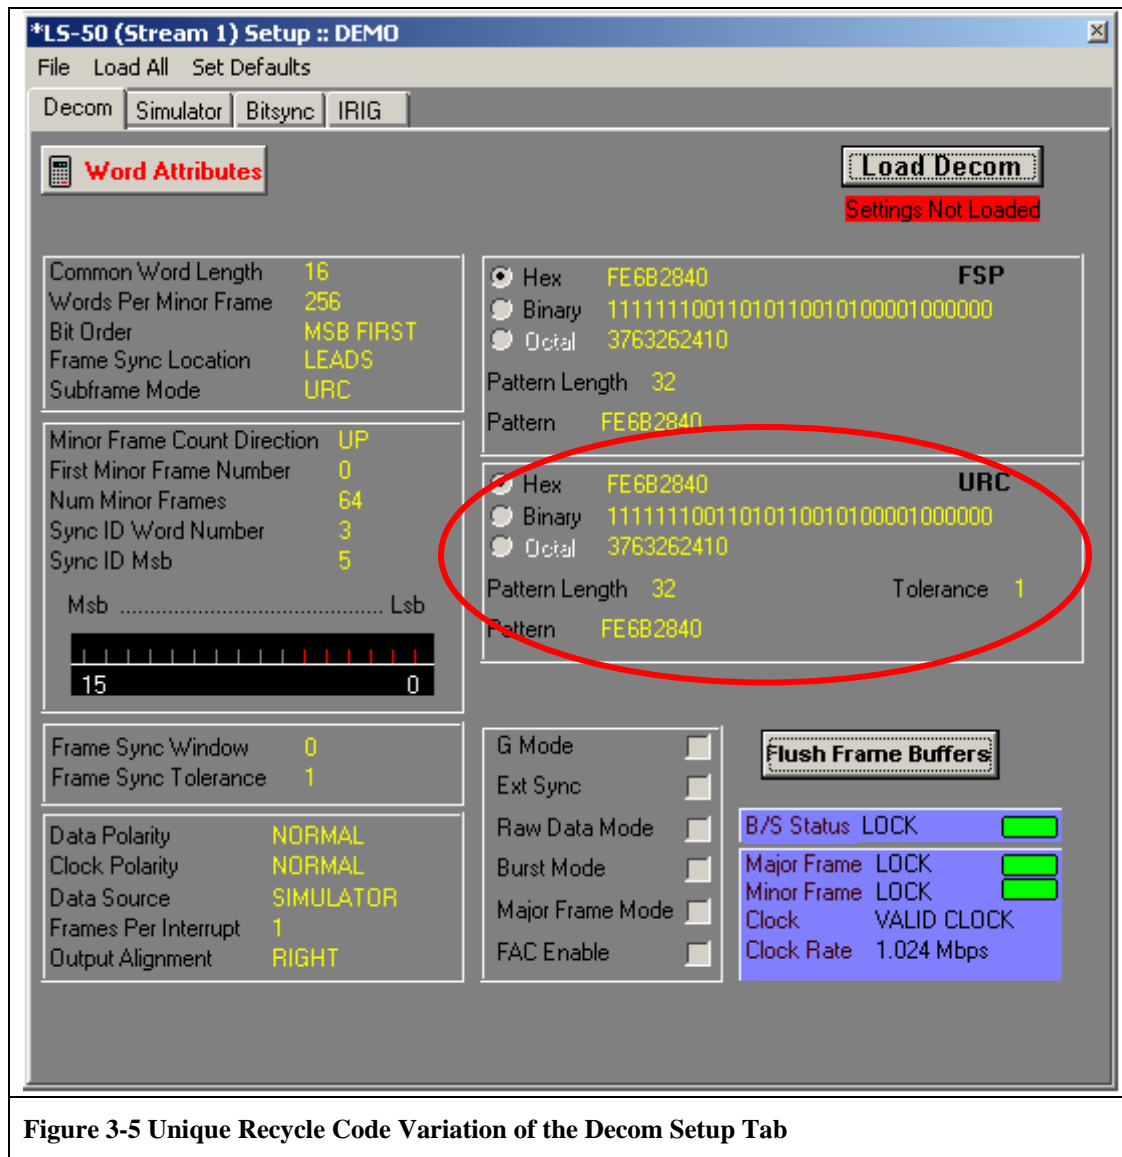 *LS-50 (Stream 1) Setup :: DEMO
File Load All Set Defaults
Decom Simulator Bitsync IRIG
Word Attributes
Load Decom
Settings Not Loaded
Common Word Length 16
Words Per Minor Frame 256
Bit Order MSB FIRST
Frame Sync Location LEADS
Subframe Mode URC
Hex FE6B2840 FSP
Binary 11111110011010110010100001000000
Octal 3763262410
Pattern Length 32
Pattern FE6B2840
Minor Frame Count Direction UP
First Minor Frame Number 0
Num Minor Frames 64
Sync ID Word Number 3
Sync ID Msb 5
Msb ................................ Lsb
15 0
Hex FE6B2840 URC
Binary 11111110011010110010100001000000
Octal 3763262410
Pattern Length 32 Tolerance 1
Pattern FE6B2840
Frame Sync Window 0
Frame Sync Tolerance 1
Data Polarity NORMAL
Clock Polarity NORMAL
Data Source SIMULATOR
Frames Per Interrupt 1
Output Alignment RIGHT
G Mode
Ext Sync
Raw Data Mode
Burst Mode
Major Frame Mode
FAC Enable
Flush Frame Buffers
B/S Status LOCK
Major Frame LOCK
Minor Frame LOCK
Clock VALID CLOCK
Clock Rate 1.024 Mbps
Figure 3-5 Unique Recycle Code Variation of the Decom Setup Tab